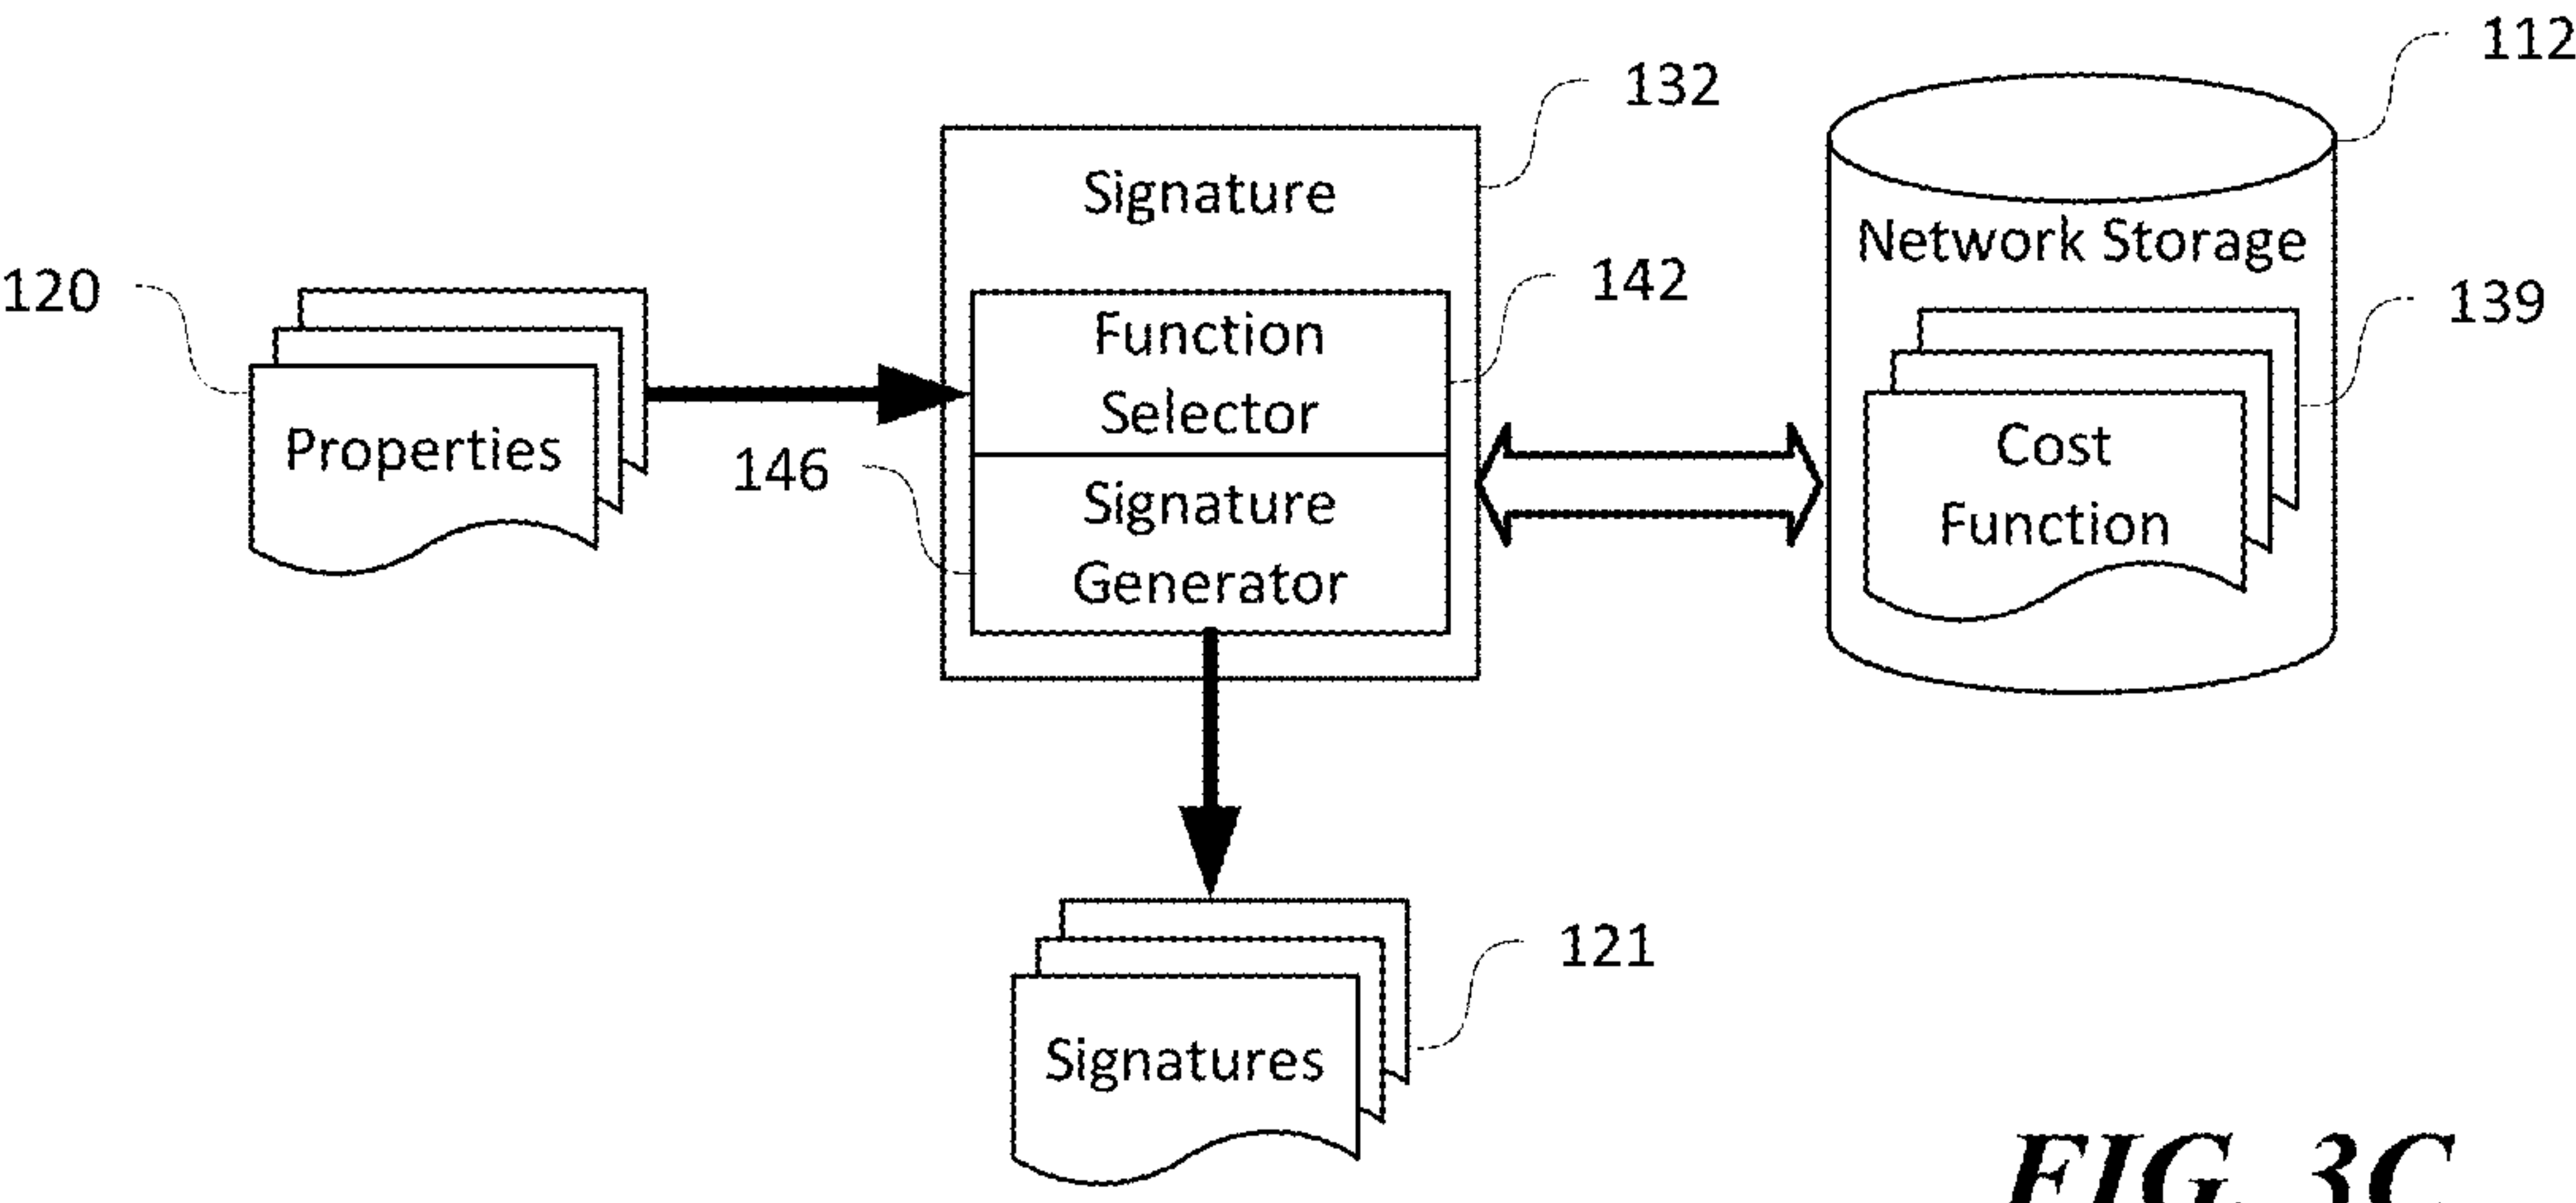 112
132
Signature
Network Storage
120
142
139
Function
Selector
Properties
146
Cost
Function
Signature
Generator
121
Signatures
FIG. 3C